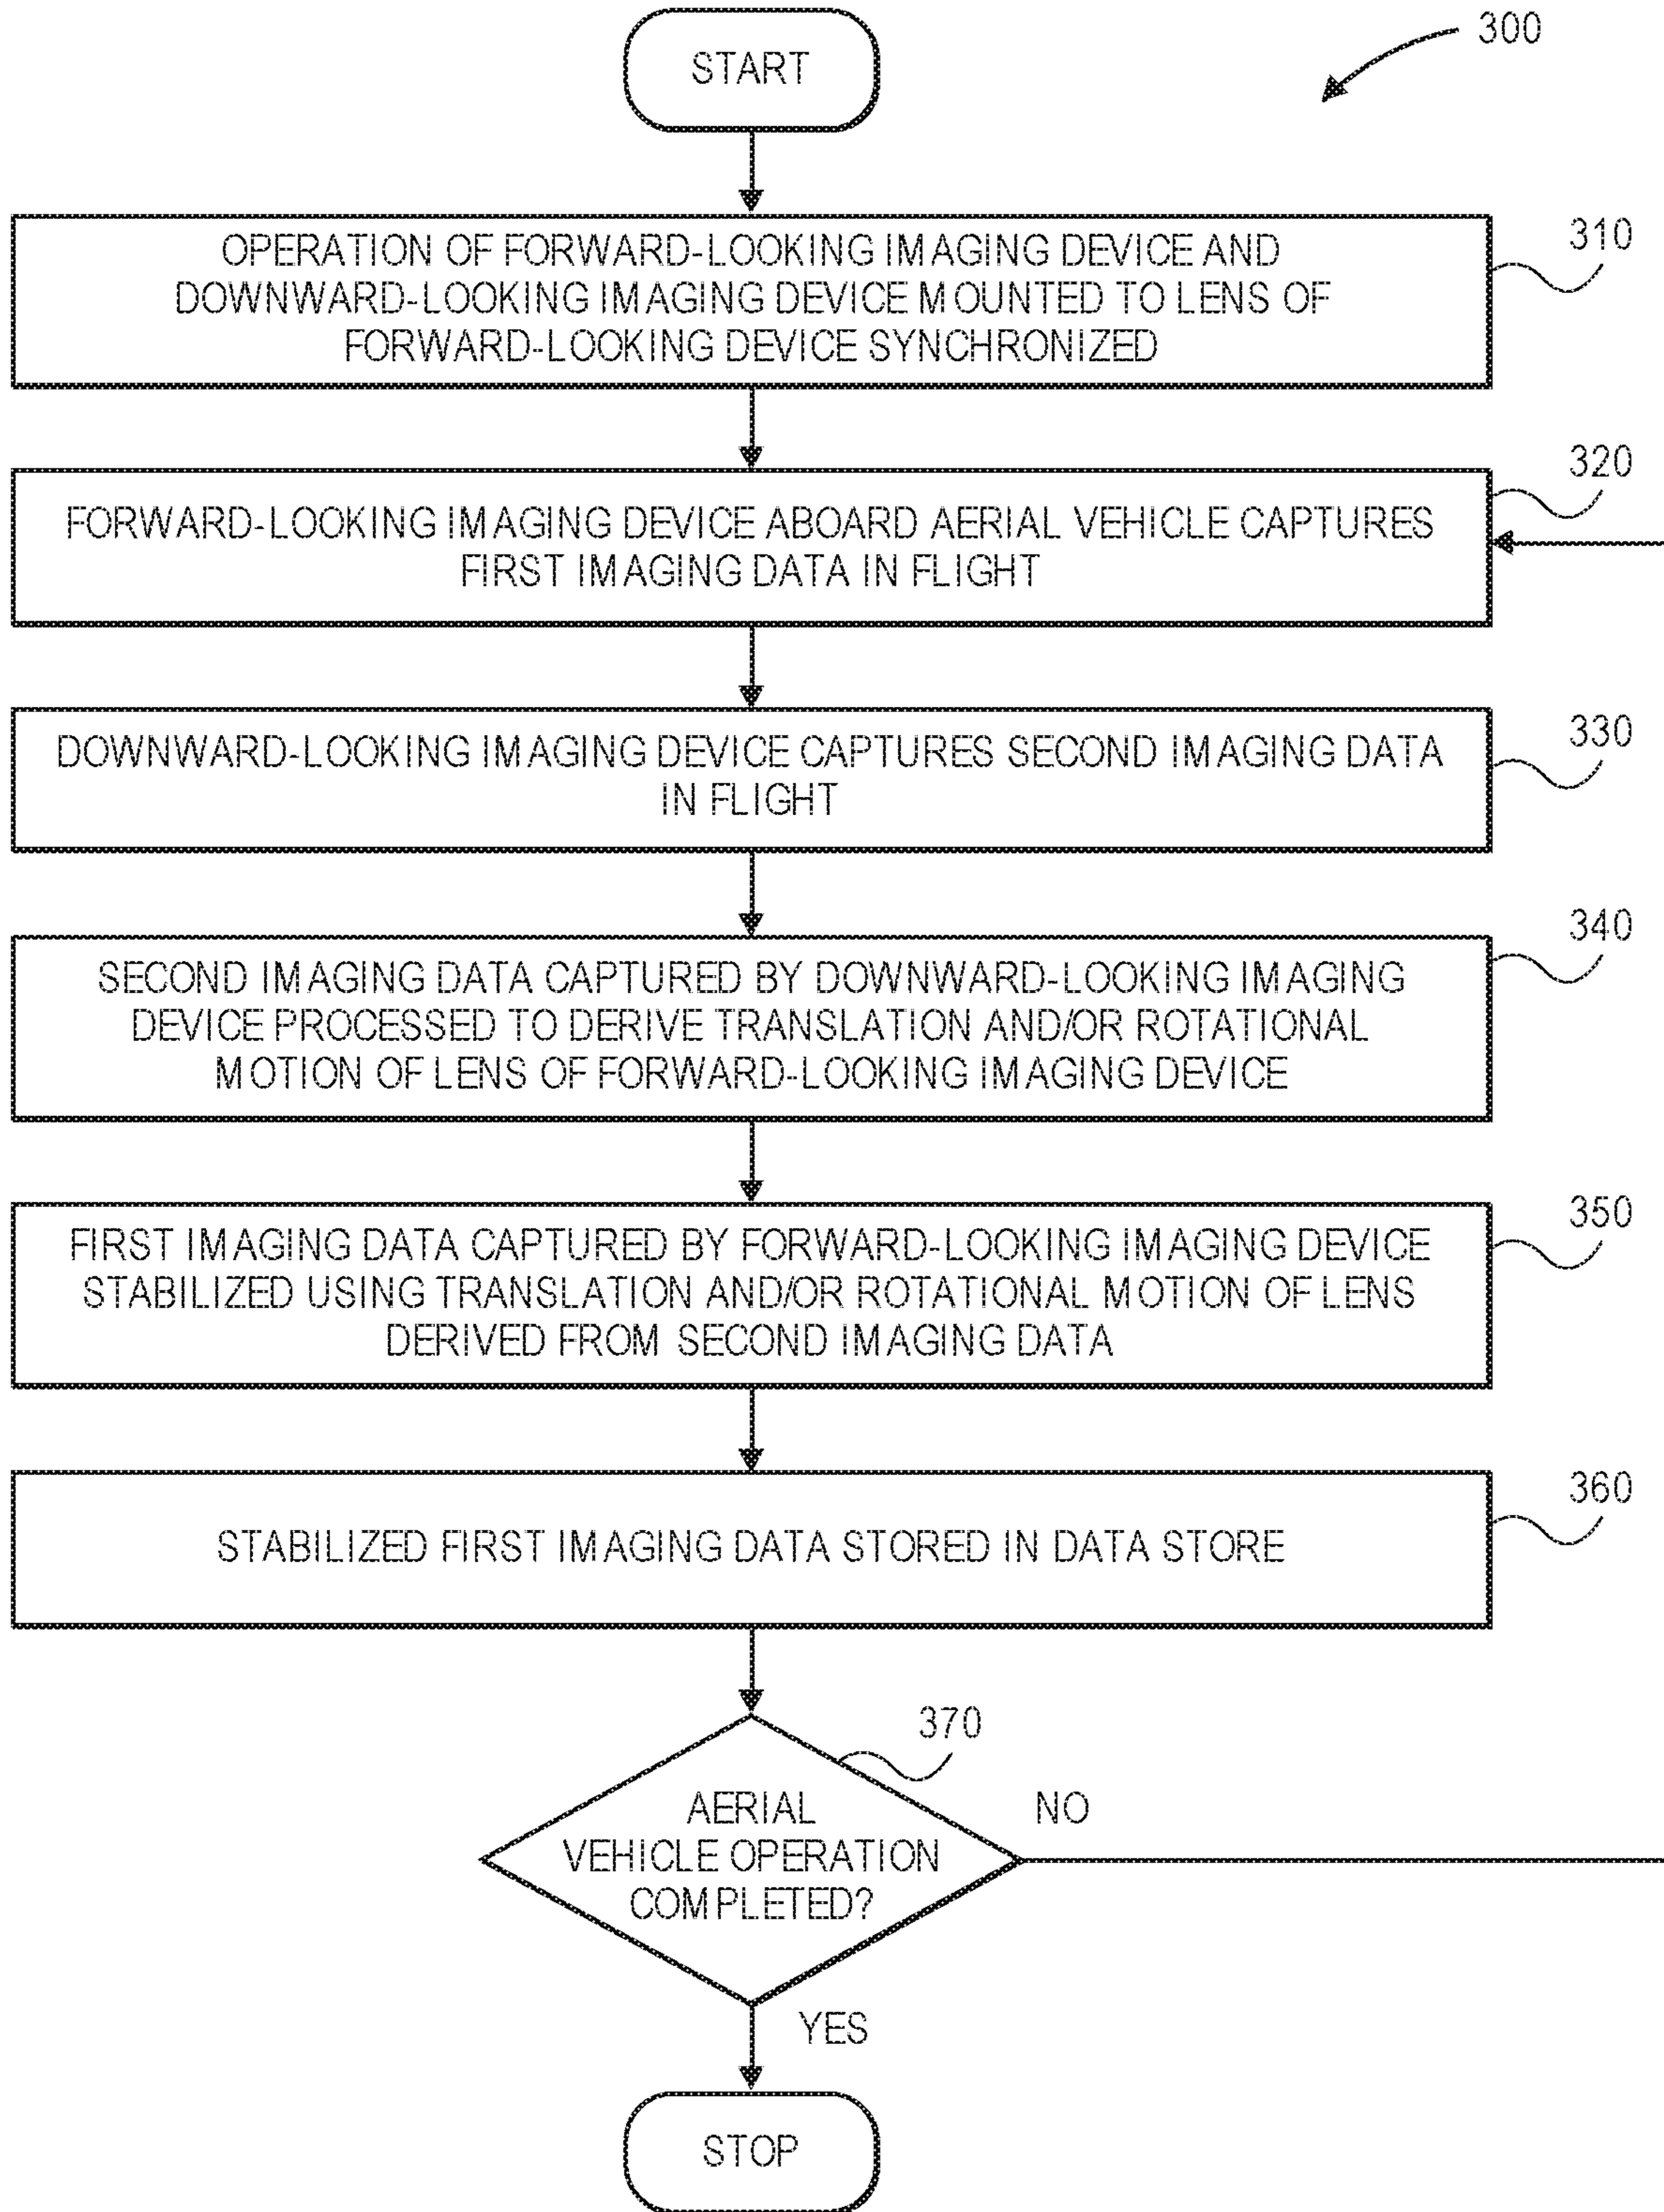 START
300
OPERATION OF FORWARD-LOOKING IMAGING DEVICE AND
DOWNWARD-LOOKING IMAGING DEVICE MOUNTED TO LENS OF
FORWARD-LOOKING DEVICE SYNCHRONIZED
310
FORWARD-LOOKING IMAGING DEVICE ABOARD AERIAL VEHICLE CAPTURES
FIRST IMAGING DATA IN FLIGHT
320
DOWNWARD-LOOKING IMAGING DEVICE CAPTURES SECOND IMAGING DATA
IN FLIGHT
330
SECOND IMAGING DATA CAPTURED BY DOWNWARD-LOOKING IMAGING
DEVICE PROCESSED TO DERIVE TRANSLATION AND/OR ROTATIONAL
MOTION OF LENS OF FORWARD-LOOKING IMAGING DEVICE
340
FIRST IMAGING DATA CAPTURED BY FORWARD-LOOKING IMAGING DEVICE
STABILIZED USING TRANSLATION AND/OR ROTATIONAL MOTION OF LENS
DERIVED FROM SECOND IMAGING DATA
350
STABILIZED FIRST IMAGING DATA STORED IN DATA STORE
360
370
AERIAL
VEHICLE OPERATION
COMPLETED?
NO
YES
STOP